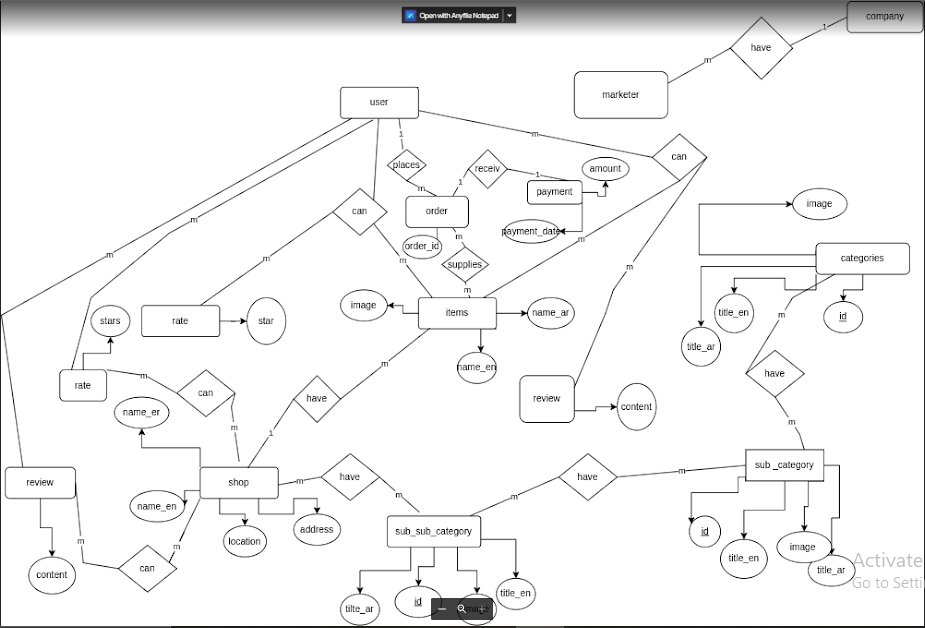 Open with Anyfile Notepad
company
1
have
m
marketer
user
1
m
can
places
receiv
1
1
payment
amount
m
can
order
payment_date
m
image
m
order_id
m
supplies
m
m
m
m
m
categories
image
items
name_ar
title_en
id
m
title_ar
stars
rate
star
name_en
m
rate
m
can
have
review
content
have
name_er
m
1
m
review
shop
m
have
m
m
have
m
sub _category
name_en
location
address
sub_sub_category
id
title_en
image
title_ar
m
m
can
content
tilte_ar
id
image
title_en
Activate
Go to Setti